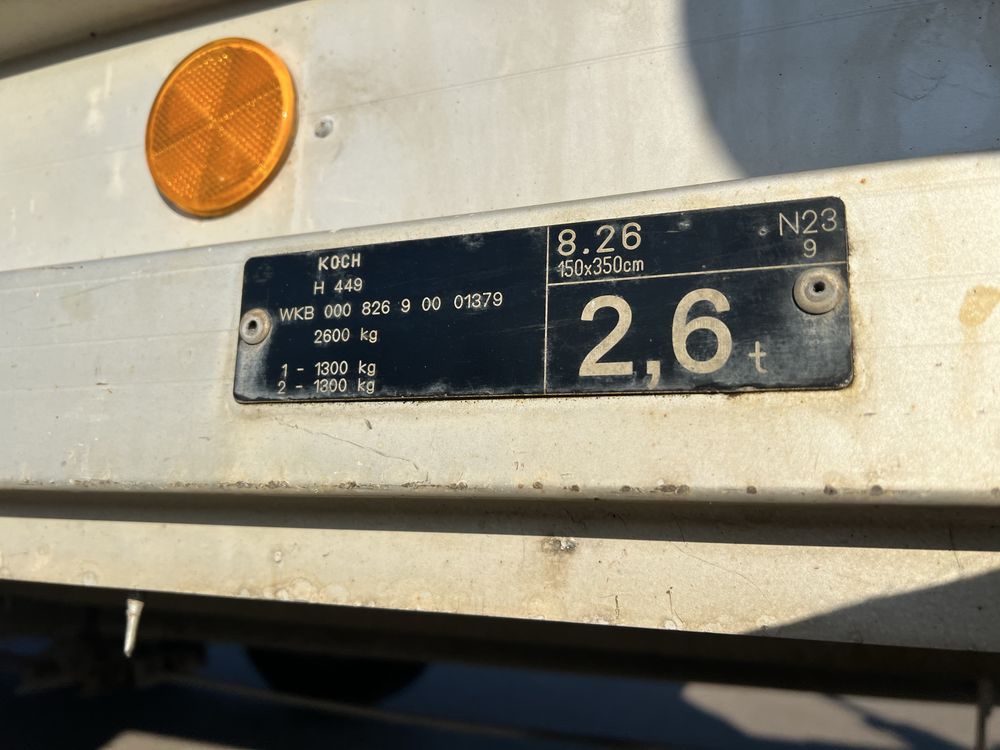 KOCH
H 449
WKB 000 826 9 00 01379
2600 kg
1 - 1300 kg
2 - 1300 kg
8.26
150x350cm
N23
9
2,6 t